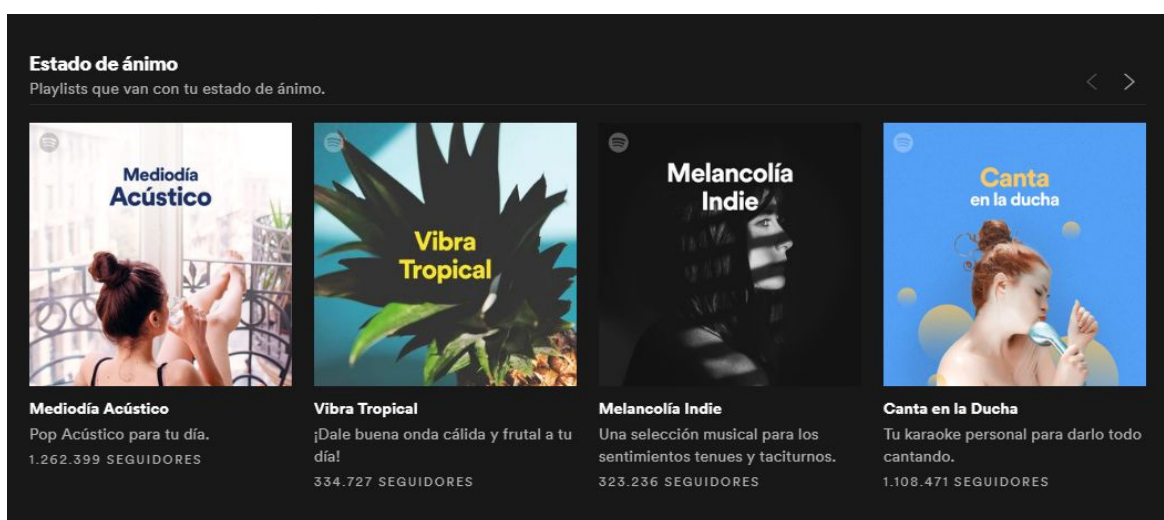 Estado de ánimo
Playlists que van con tu estado de ánimo.
Mediodía
Acústico
Mediodía Acústico
Pop Acústico para tu día.
1.262.399 SEGUIDORES
Vibra
Tropical
Vibra Tropical
¡Dale buena onda cálida y frutal a tu
día!
334.727 SEGUIDORES
Melancolía
Indie
Melancolía Indie
Una selección musical para los
sentimientos tenues y taciturnos.
323.236 SEGUIDORES
Canta
en la ducha
Canta en la Ducha
Tu karaoke personal para darlo todo
cantando.
1.108.471 SEGUIDORES